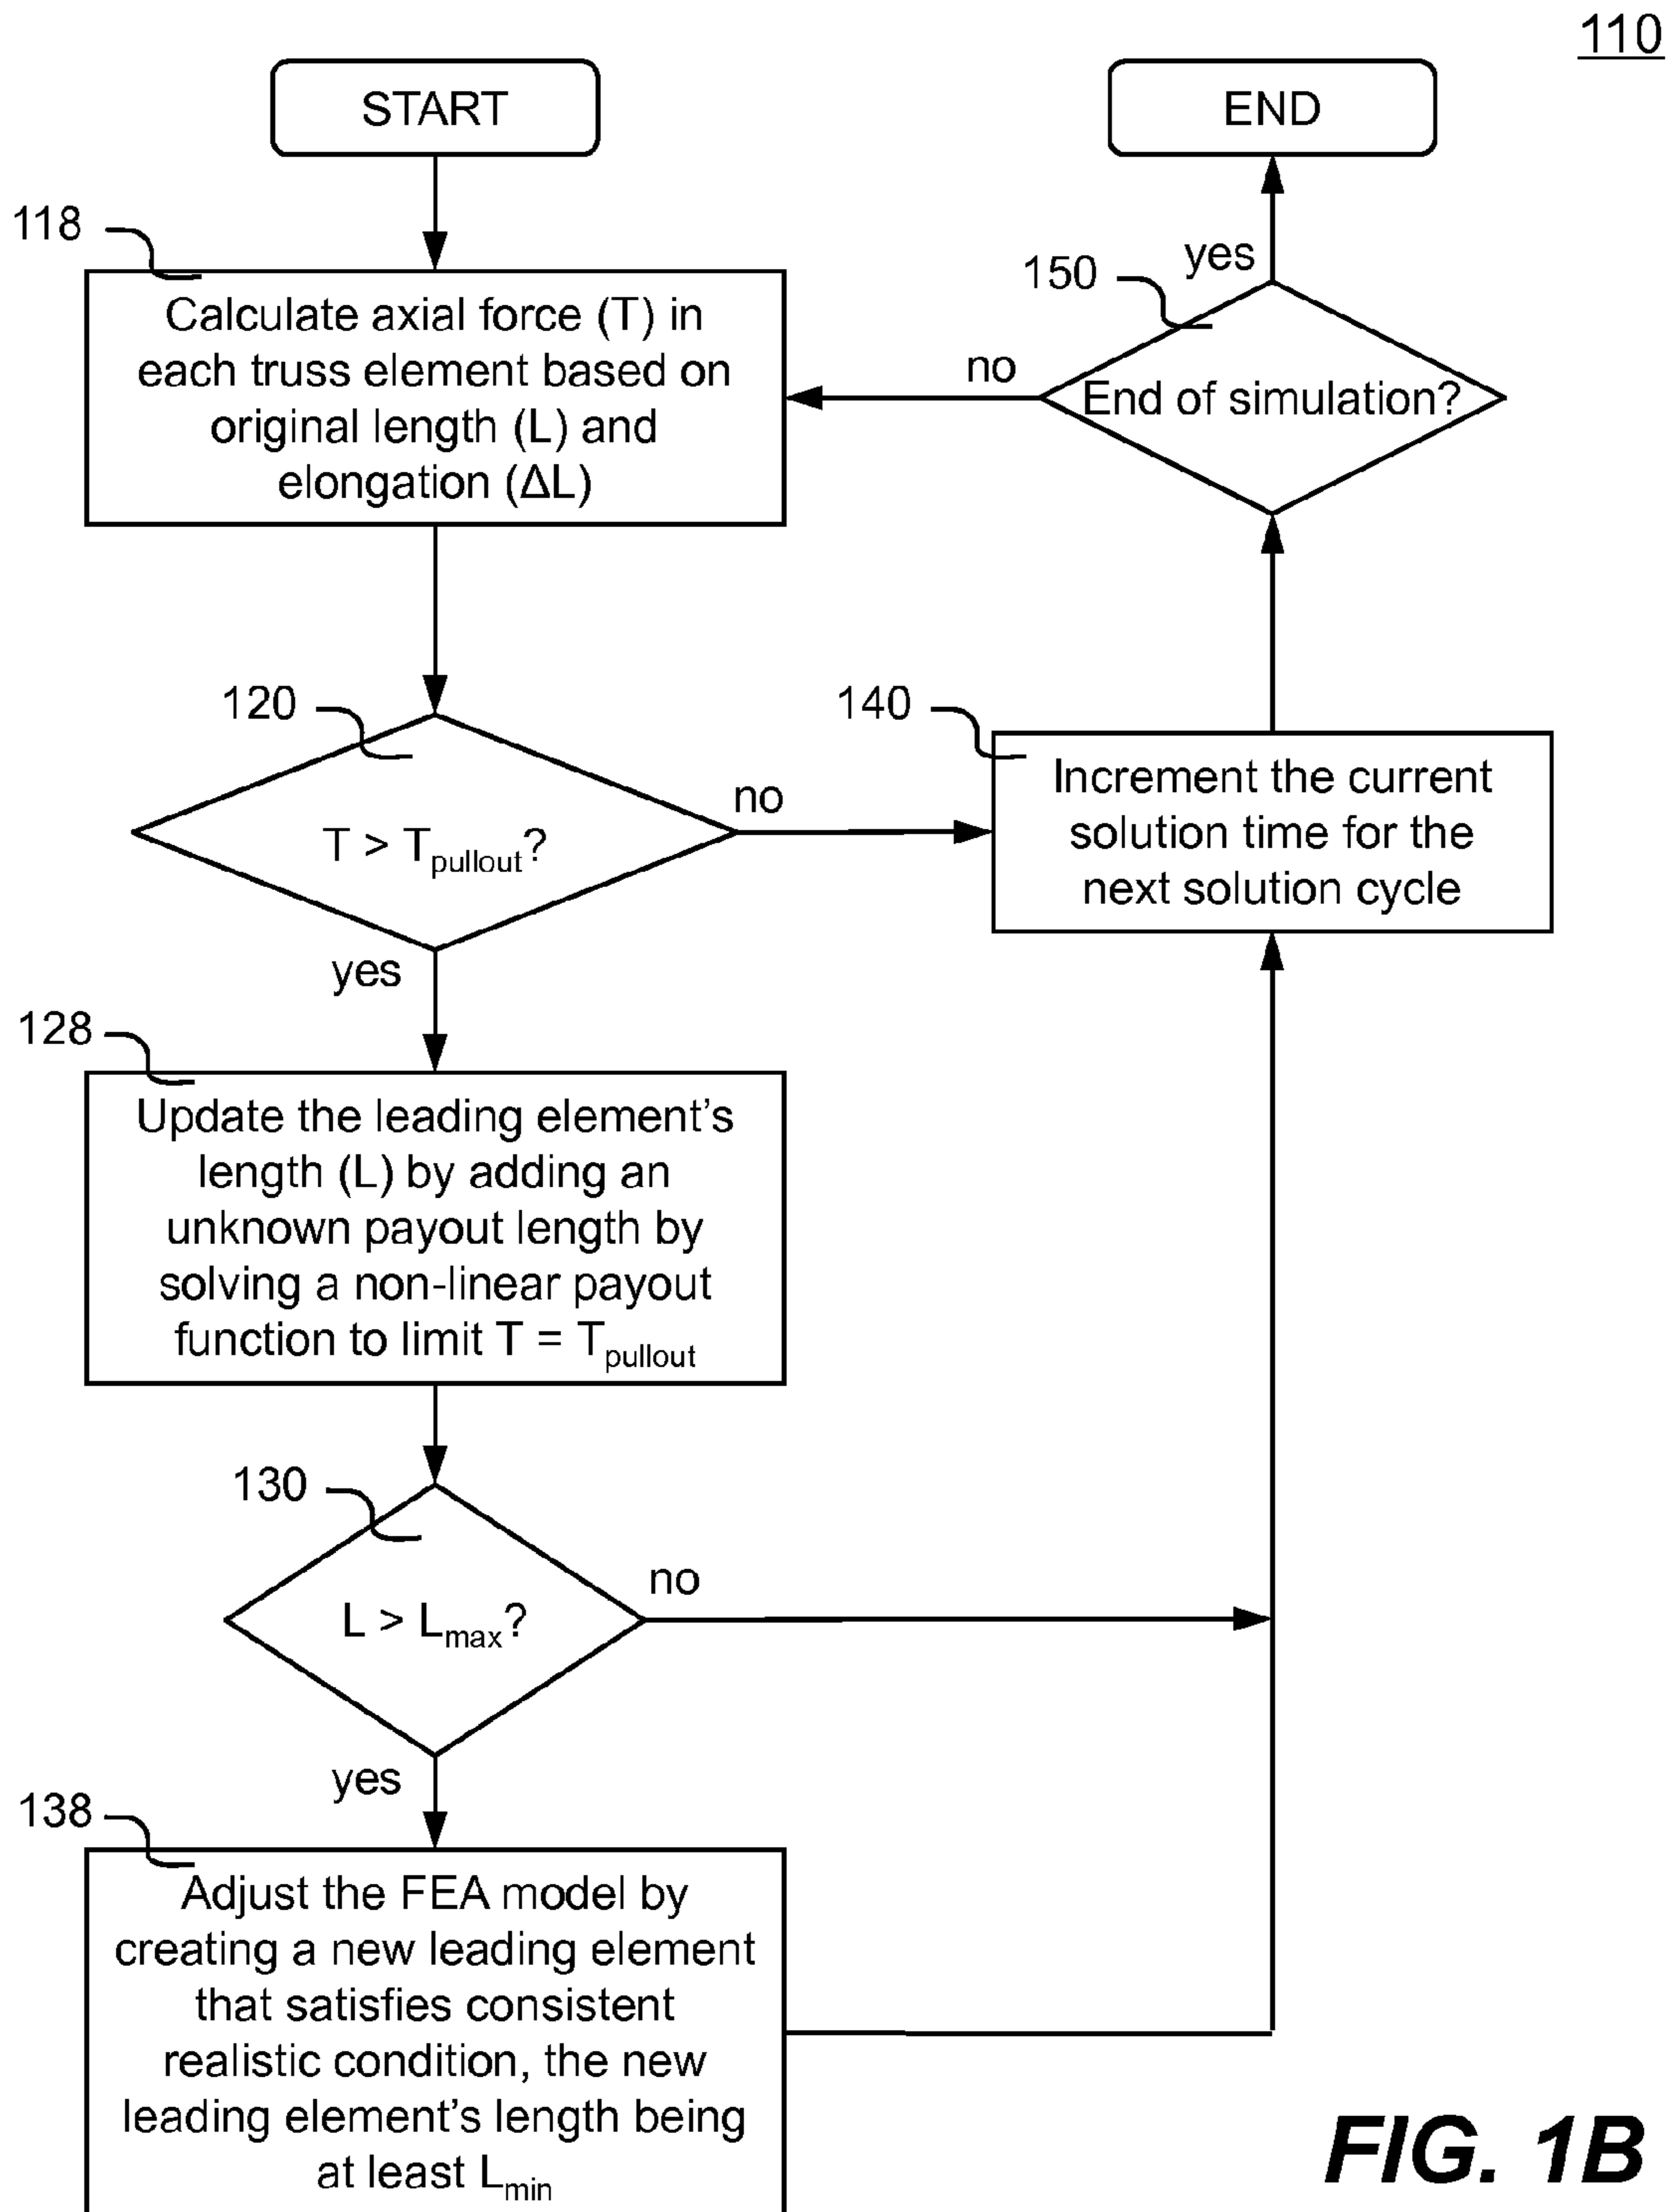 110
START
END
118
Calculate axial force (T) in
each truss element based on
original length (L) and
elongation (ΔL)
150
yes
no
End of simulation?
120
T > Tpullout?
no
140
Increment the current
solution time for the
next solution cycle
yes
128
Update the leading element’s
length (L) by adding an
unknown payout length by
solving a non-linear payout
function to limit T = Tpullout
130
L > Lmax?
no
yes
138
Adjust the FEA model by
creating a new leading element
that satisfies consistent
realistic condition, the new
leading element’s length being
at least Lmin
FIG. 1B